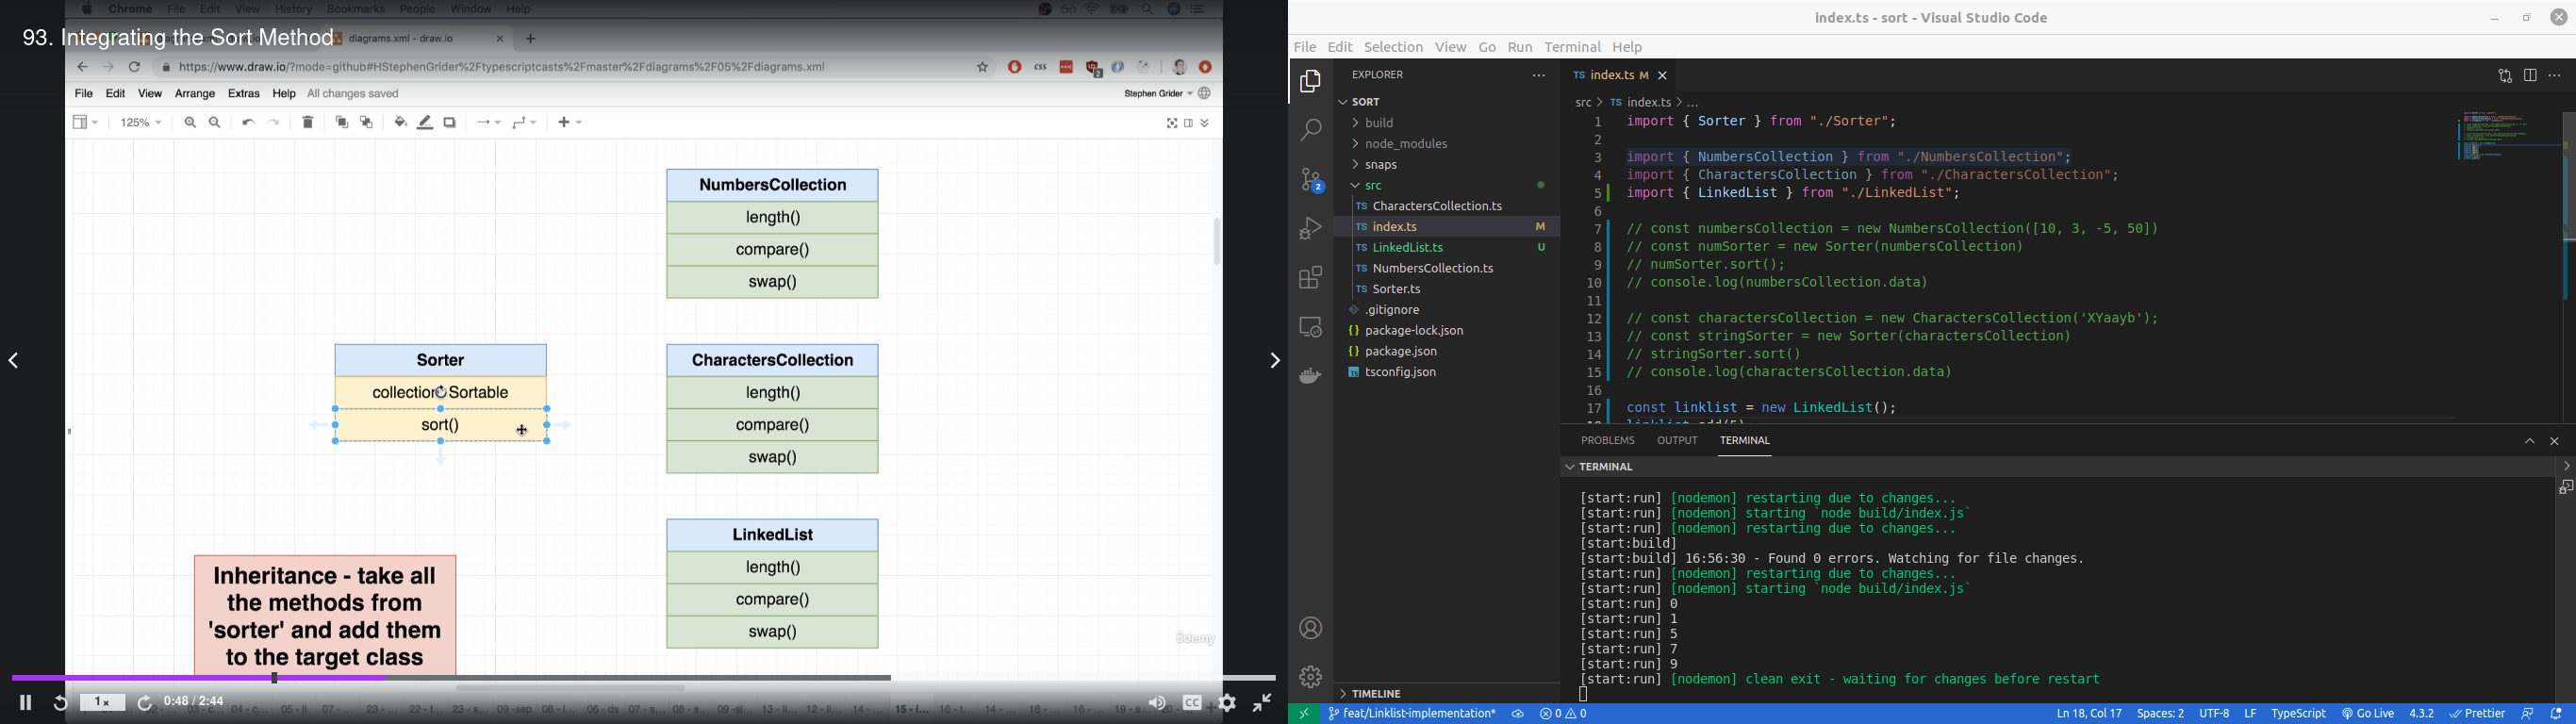 Chrome File Edit View History Bookmarks People Window Help
93. Integrating the Sort Method
diagrams.xml - draw.io
https://www.draw.io/?mode=github#HStephenGrider%2Ftypescriptcasts%2Fmaster%2Fdiagrams%2F05%2Fdiagrams.xml
File Edit View Arrange Extras Help All changes saved
Stephen Grider
125%
NumbersCollection
length()
compare()
swap()
Sorter
collection: Sortable
sort()
CharactersCollection
length()
compare()
swap()
LinkedList
length()
compare()
swap()
Inheritance - take all
the methods from
'sorter' and add them
to the target class
ûdemy
1x
0:48 / 2:44
CC
index.ts - sort - Visual Studio Code
File Edit Selection View Go Run Terminal Help
EXPLORER
SORT
build
node_modules
snaps
src
TS CharactersCollection.ts
TS index.ts M
TS LinkedList.ts U
TS NumbersCollection.ts
TS Sorter.ts
.gitignore
{} package-lock.json
{} package.json
tsconfig.json
TIMELINE
2
TS index.ts M
src > TS index.ts > ...
1 import { Sorter } from "./Sorter";
2
3 import { NumbersCollection } from "./NumbersCollection";
4 import { CharactersCollection } from "./CharactersCollection";
5 import { LinkedList } from "./LinkedList";
6
7 // const numbersCollection = new NumbersCollection([10, 3, -5, 50])
8 // const numSorter = new Sorter(numbersCollection)
9 // numSorter.sort();
10 // console.log(numbersCollection.data)
11
12 // const charactersCollection = new CharactersCollection('XYaayb');
13 // const stringSorter = new Sorter(charactersCollection)
14 // stringSorter.sort()
15 // console.log(charactersCollection.data)
16
17 const linklist = new LinkedList();
PROBLEMS OUTPUT TERMINAL
TERMINAL
[start:run] [nodemon] restarting due to changes...
[start:run] [nodemon] starting `node build/index.js`
[start:run] [nodemon] restarting due to changes...
[start:build]
[start:build] 16:56:30 - Found 0 errors. Watching for file changes.
[start:run] [nodemon] restarting due to changes...
[start:run] [nodemon] starting `node build/index.js`
[start:run] 0
[start:run] 1
[start:run] 5
[start:run] 7
[start:run] 9
[start:run] [nodemon] clean exit - waiting for changes before restart
feat/Linklist-implementation* 0 0
Ln 18, Col 17 Spaces: 2 UTF-8 LF TypeScript Go Live 4.3.2 Prettier